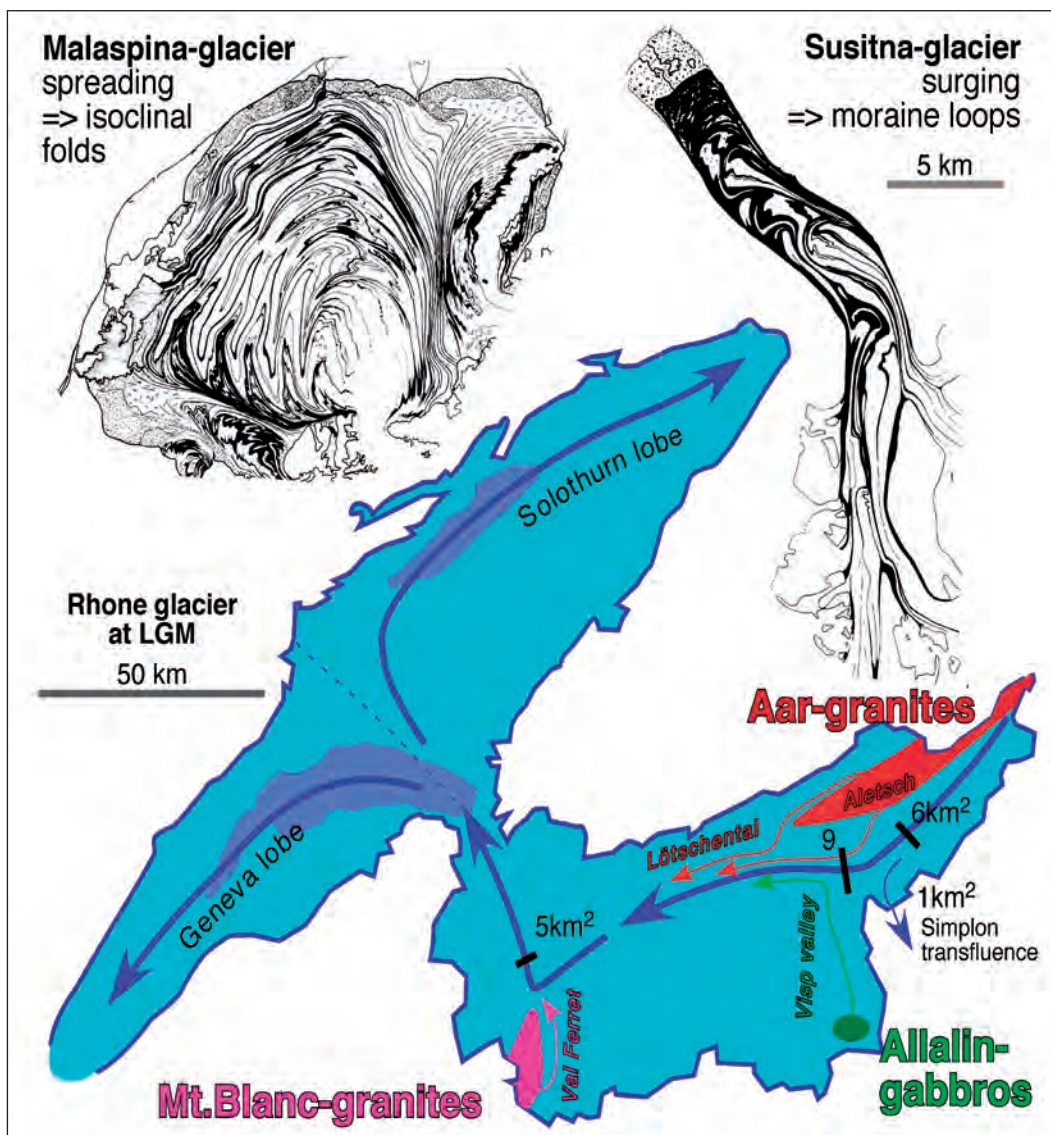 Malaspina-glacier
spreading
=> isoclinal
folds
Susitna-glacier
surging
=> moraine loops
5 km
Solothurn lobe
Rhone glacier
at LGM
50 km
Geneva lobe
Aar-granites
Aletsch
Lötschental
6km²
9
1km²
Simplon
transfluence
5km²
Visp valley
Val Ferret
Allalin-
gabbros
Mt.Blanc-granites